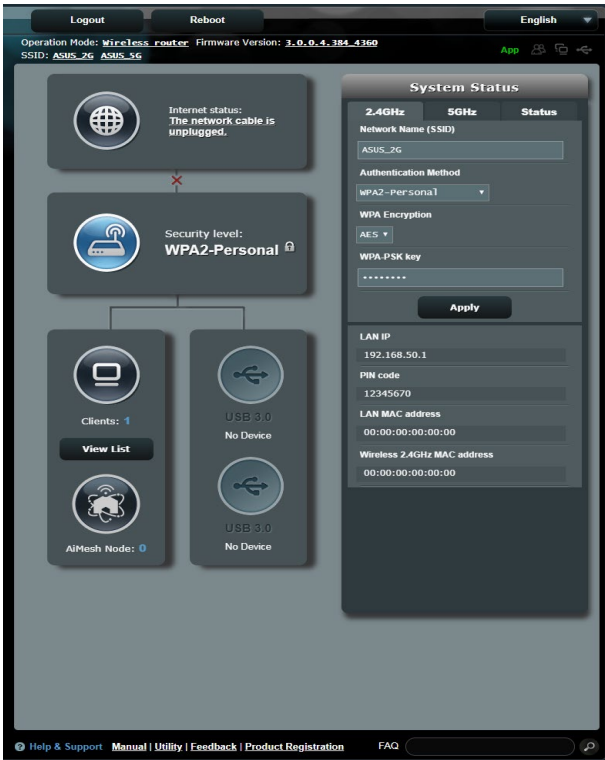 Logout Reboot English
Operation Mode: Wireless router Firmware Version: 3.0.0.4.384_4360
SSID: ASUS_2G ASUS_5G
App
Internet status:
The network cable is
unplugged.
Security level:
WPA2-Personal
Clients: 1
View List
AiMesh Node: 0
USB 3.0
No Device
USB 3.0
No Device
System Status
2.4GHz 5GHz Status
Network Name (SSID)
ASUS_2G
Authentication Method
WPA2-Personal
WPA Encryption
AES
WPA-PSK key
••••••••
Apply
LAN IP
192.168.50.1
PIN code
12345670
LAN MAC address
00:00:00:00:00:00
Wireless 2.4GHz MAC address
00:00:00:00:00:00
Help & Support Manual | Utility | Feedback | Product Registration FAQ